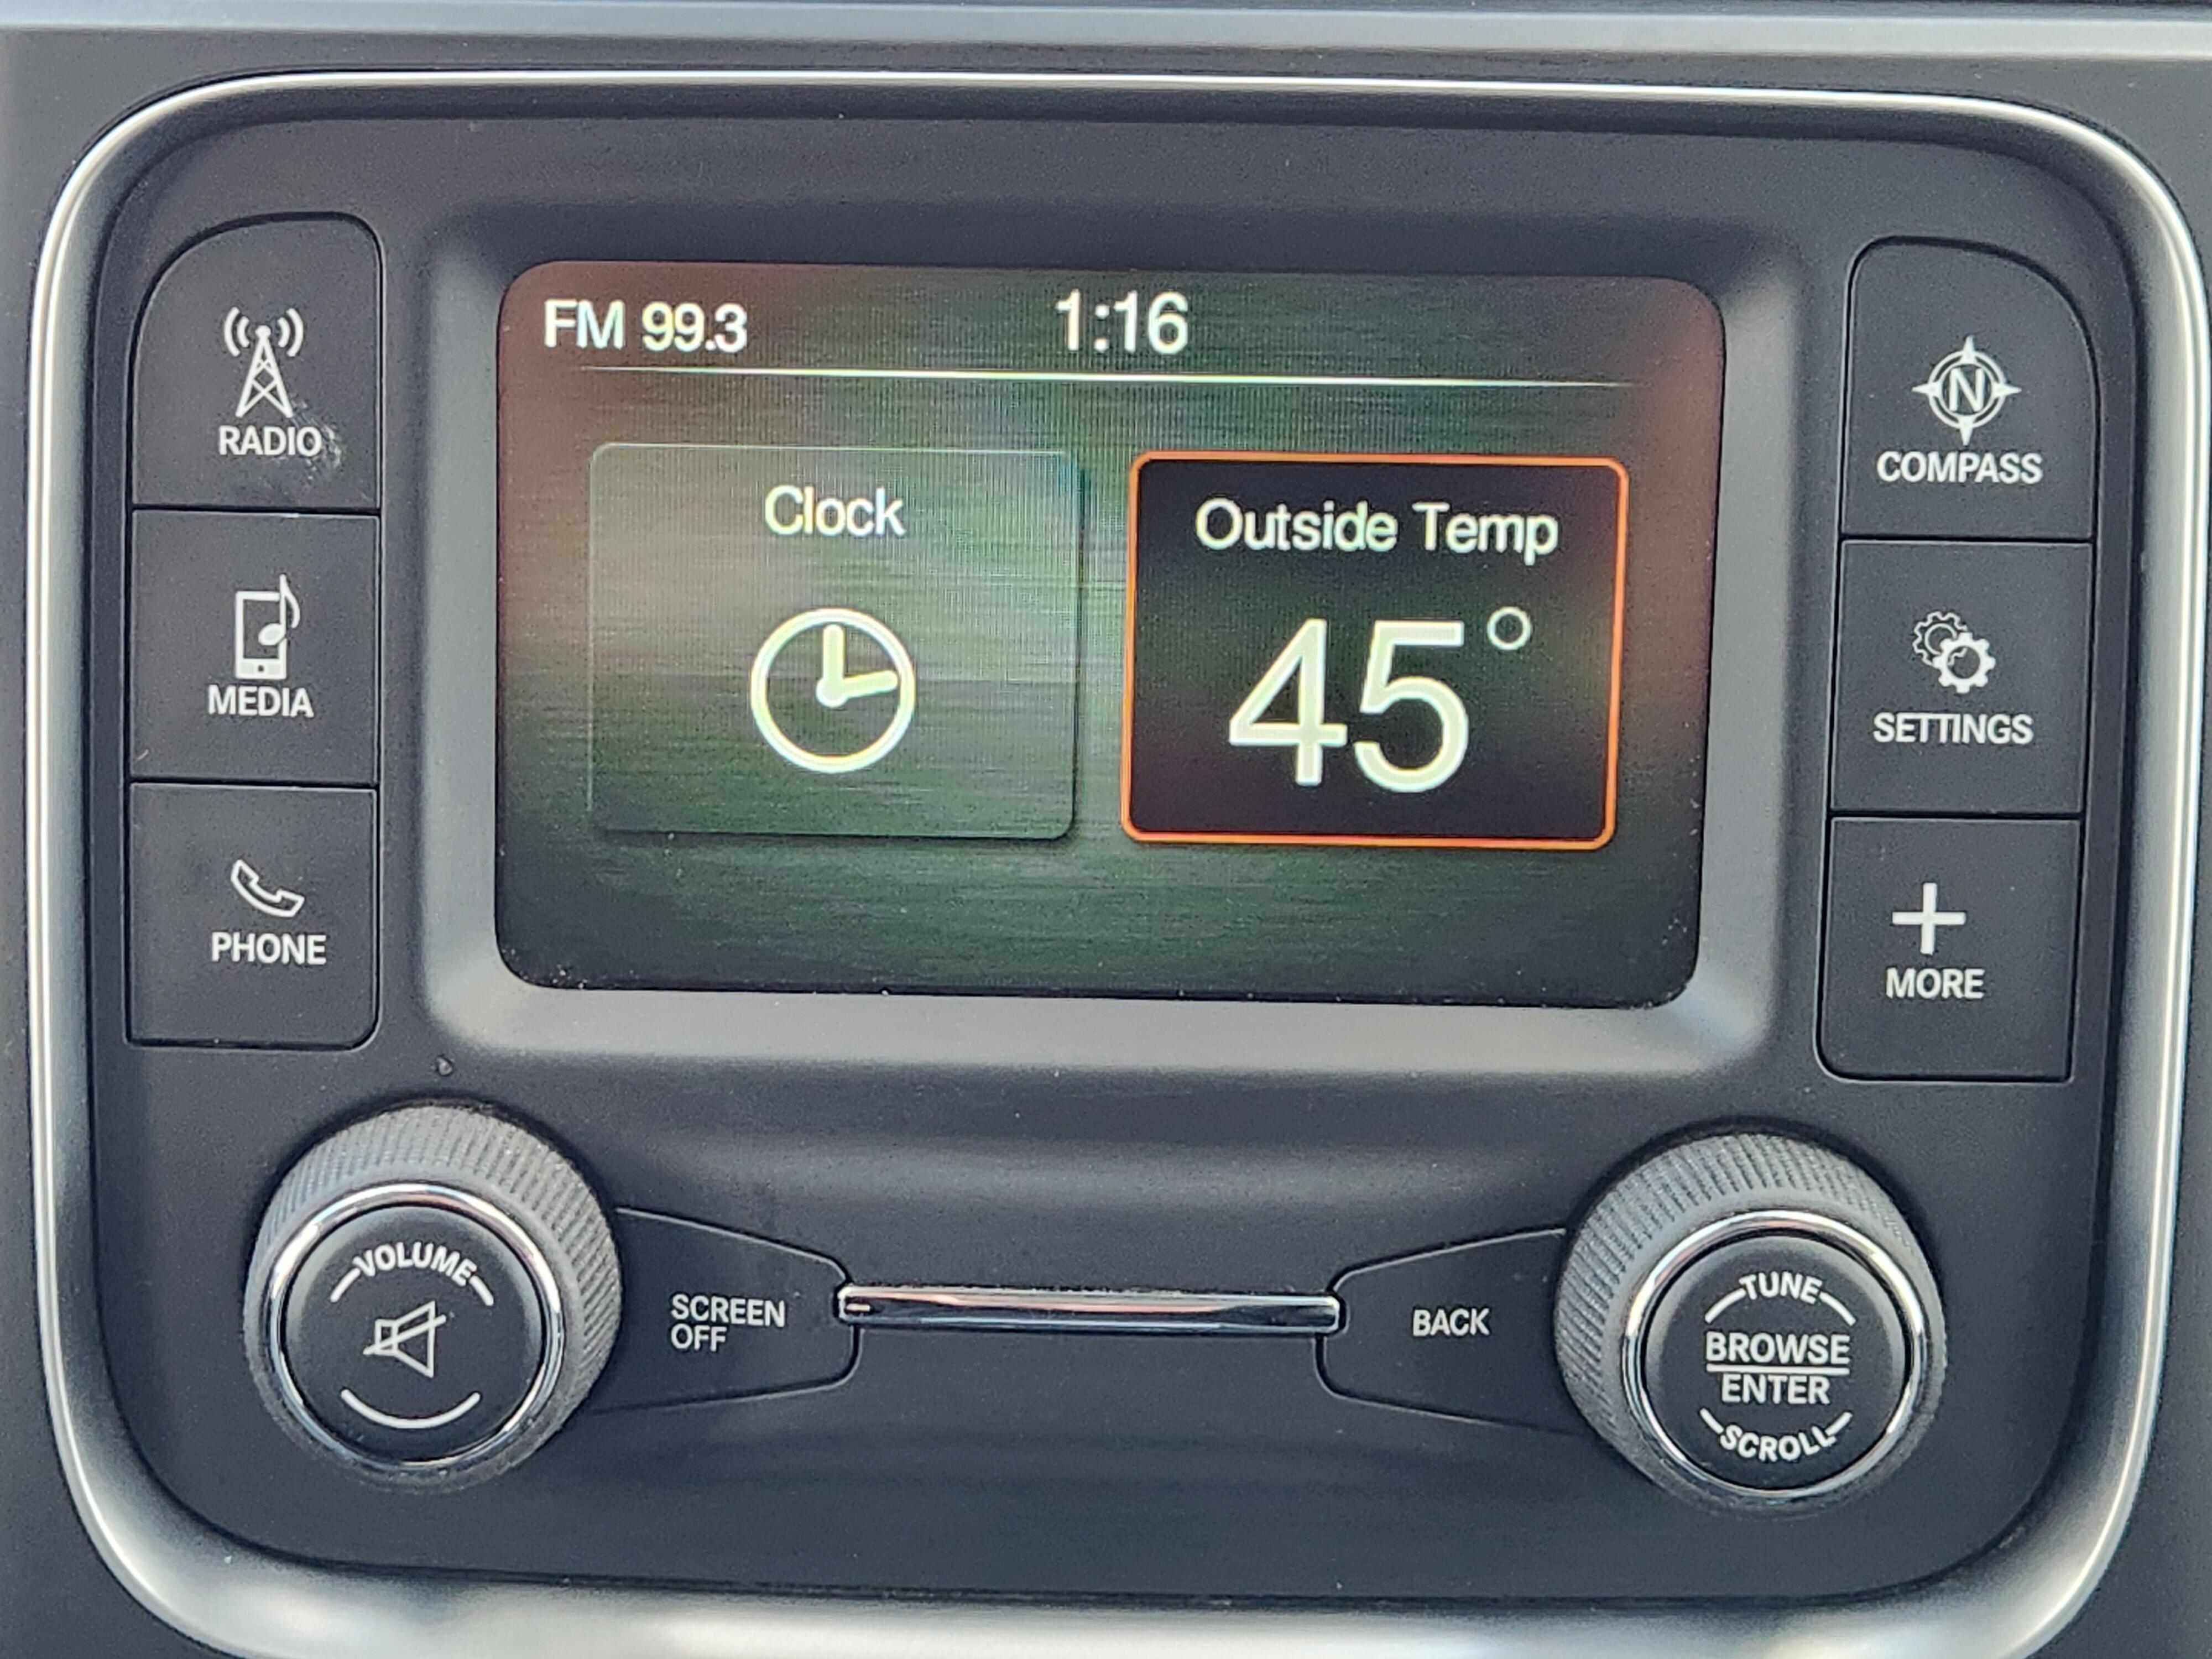 FM 99.3
1:16
Clock
Outside Temp
45°
RADIO
MEDIA
PHONE
N
COMPASS
SETTINGS
MORE
VOLUME
SCREEN
OFF
BACK
TUNE
BROWSE
ENTER
SCROLL